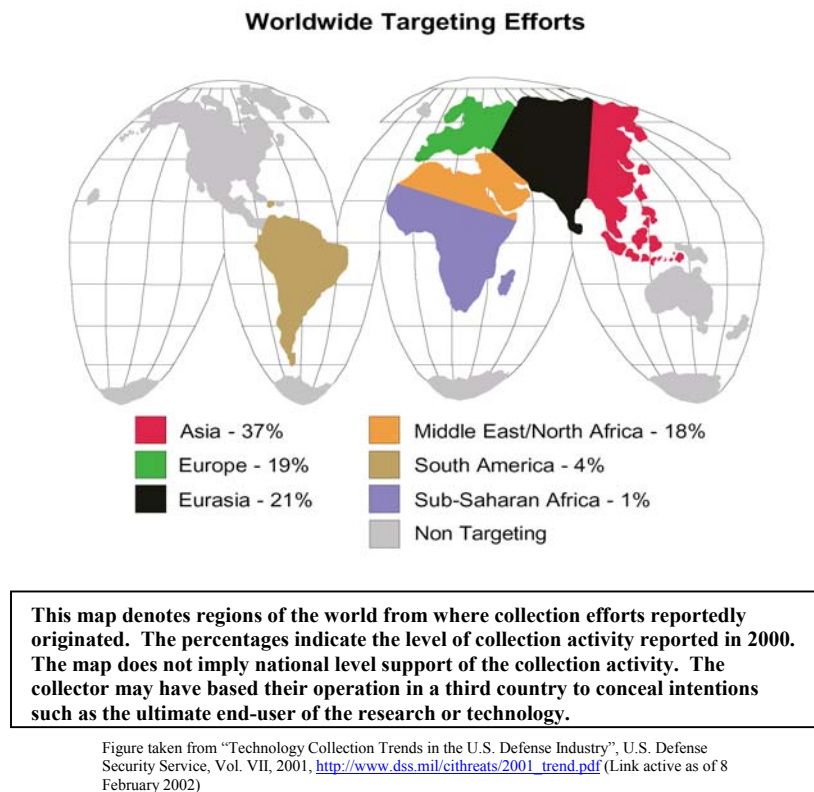 Worldwide Targeting Efforts
Asia - 37%
Europe - 19%
Eurasia - 21%
Middle East/North Africa - 18%
South America - 4%
Sub-Saharan Africa - 1%
Non Targeting
This map denotes regions of the world from where collection efforts reportedly
originated. The percentages indicate the level of collection activity reported in 2000.
The map does not imply national level support of the collection activity. The
collector may have based their operation in a third country to conceal intentions
such as the ultimate end-user of the research or technology.
Figure taken from “Technology Collection Trends in the U.S. Defense Industry”, U.S. Defense
Security Service, Vol. VII, 2001, http://www.dss.mil/cithreats/2001_trend.pdf (Link active as of 8
February 2002)